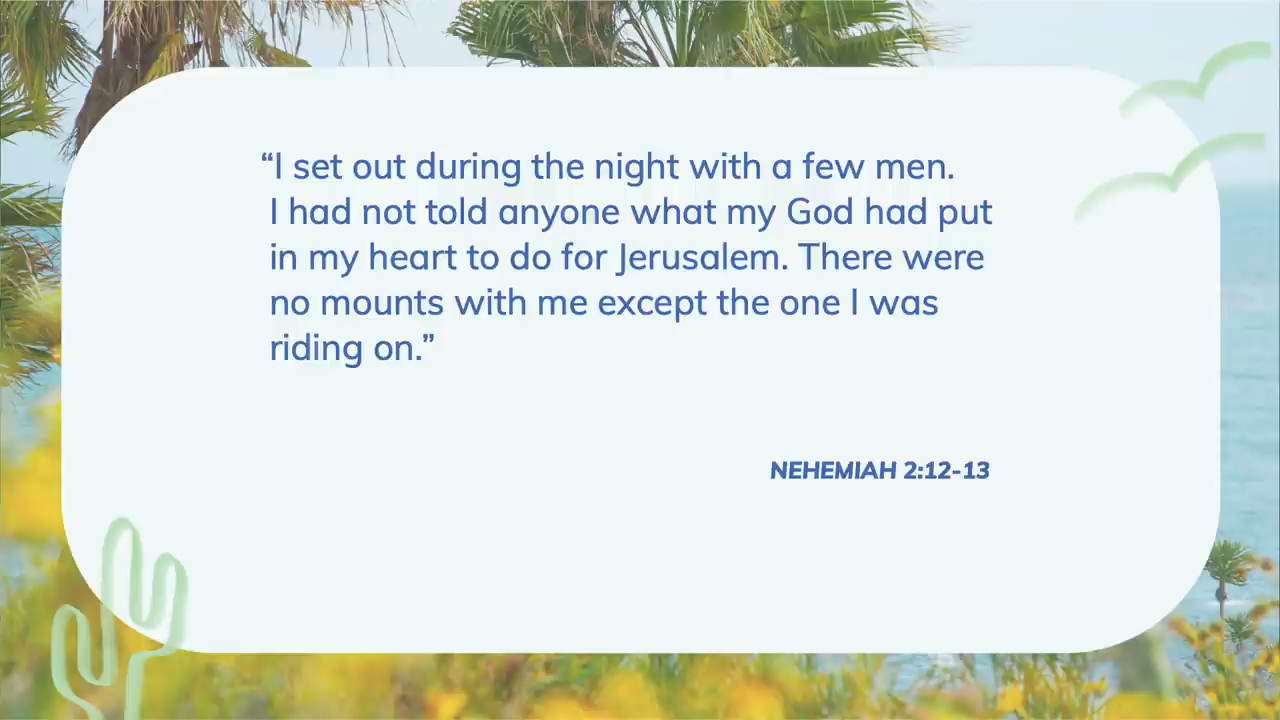 “I set out during the night with a few men.
I had not told anyone what my God had put
in my heart to do for Jerusalem. There were
no mounts with me except the one I was
riding on.”
NEHEMIAH 2:12-13